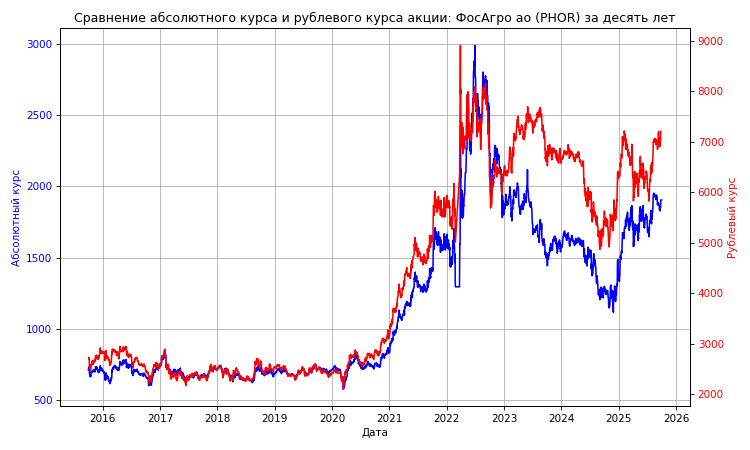 Сравнение абсолютного курса и рублевого курса акции: ФосАгро ао (PHOR) за десять лет
3000
2500
2000
1500
1000
500
Абсолютный курс
9000
8000
7000
6000
5000
4000
3000
2000
Рублевый курс
2016 2017 2018 2019 2020 2021 2022 2023 2024 2025 2026
Дата